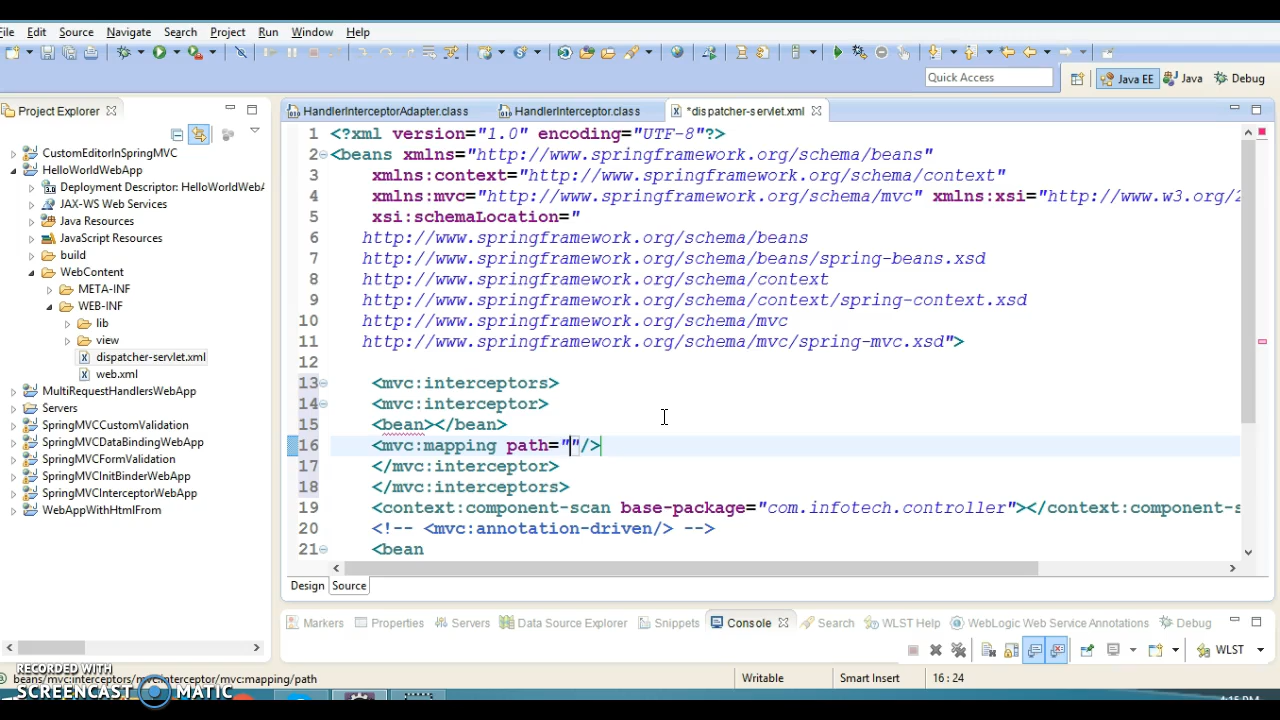 File Edit Source Navigate Search Project Run Window Help
Quick Access
Java EE
Java
Debug
Project Explorer
CustomEditorInSpringMVC
HelloWorldWebApp
Deployment Descriptor: HelloWorldWebA
JAX-WS Web Services
Java Resources
JavaScript Resources
build
WebContent
META-INF
WEB-INF
lib
view
dispatcher-servlet.xml
web.xml
MultiRequestHandlersWebApp
Servers
SpringMVCCustomValidation
SpringMVCDataBindingWebApp
SpringMVCFormValidation
SpringMVCInitBinderWebApp
SpringMVCInterceptorWebApp
WebAppWithHtmlFrom
HandlerInterceptorAdapter.class
HandlerInterceptor.class
*dispatcher-servlet.xml
1 <?xml version="1.0" encoding="UTF-8"?>
2 <beans xmlns="http://www.springframework.org/schema/beans"
3 xmlns:context="http://www.springframework.org/schema/context"
4 xmlns:mvc="http://www.springframework.org/schema/mvc" xmlns:xsi="http://www.w3.org/2
5 xsi:schemaLocation="
6 http://www.springframework.org/schema/beans
7 http://www.springframework.org/schema/beans/spring-beans.xsd
8 http://www.springframework.org/schema/context
9 http://www.springframework.org/schema/context/spring-context.xsd
10 http://www.springframework.org/schema/mvc
11 http://www.springframework.org/schema/mvc/spring-mvc.xsd">
12
13 <mvc:interceptors>
14 <mvc:interceptor>
15 <bean></bean>
16 <mvc:mapping path=""/>
17 </mvc:interceptor>
18 </mvc:interceptors>
19 <context:component-scan base-package="com.infotech.controller"></context:component-s
20 <!-- <mvc:annotation-driven/> -->
21 <bean
Design Source
Markers Properties Servers Data Source Explorer Snippets Console Search WLST Help WebLogic Web Service Annotations Debug
WLST
beans/mvc:interceptors/mvc:interceptor/mvc:mapping/path
Writable
Smart Insert
16 : 24
RECORDED WITH
SCREENCAST MATIC